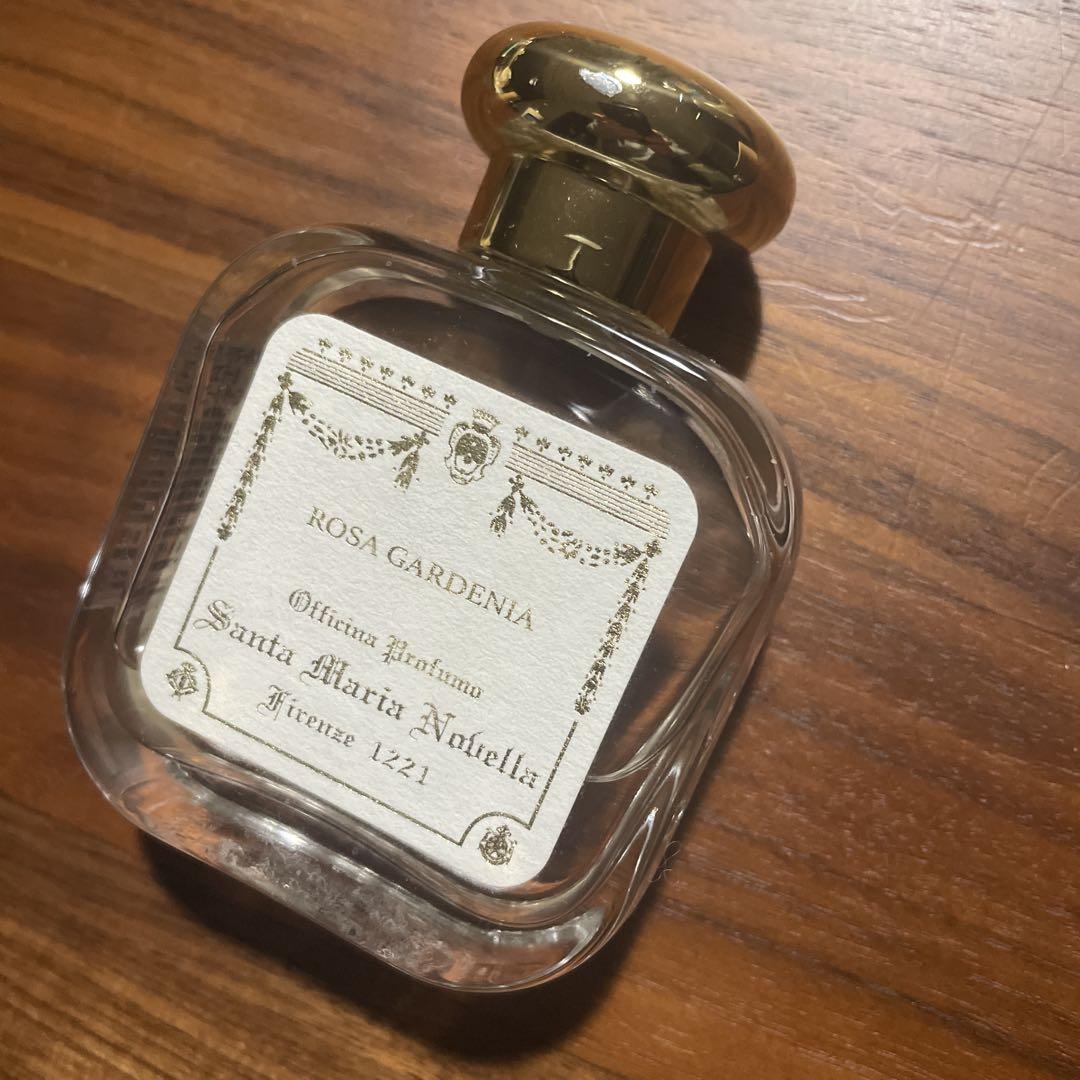 ROSA GARDENIA
Officina Profumo
Santa Maria Novella
Firenze 1221